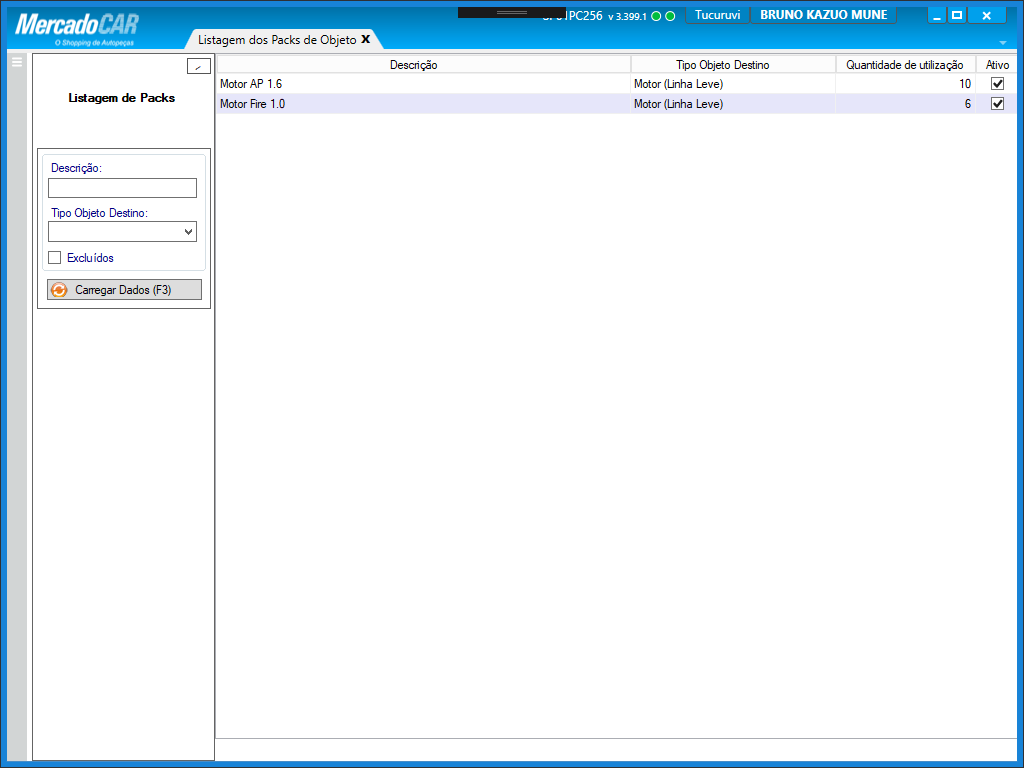 MercadoCAR
O Shopping de Autopeças
PC256 v 3.399.1
Tucuruvi
BRUNO KAZUO MUNE
Listagem dos Packs de Objeto X
Listagem de Packs
Descrição:
Tipo Objeto Destino:
Excluídos
Carregar Dados (F3)
Descrição Tipo Objeto Destino Quantidade de utilização Ativo
Motor AP 1.6 Motor (Linha Leve) 10
Motor Fire 1.0 Motor (Linha Leve) 6